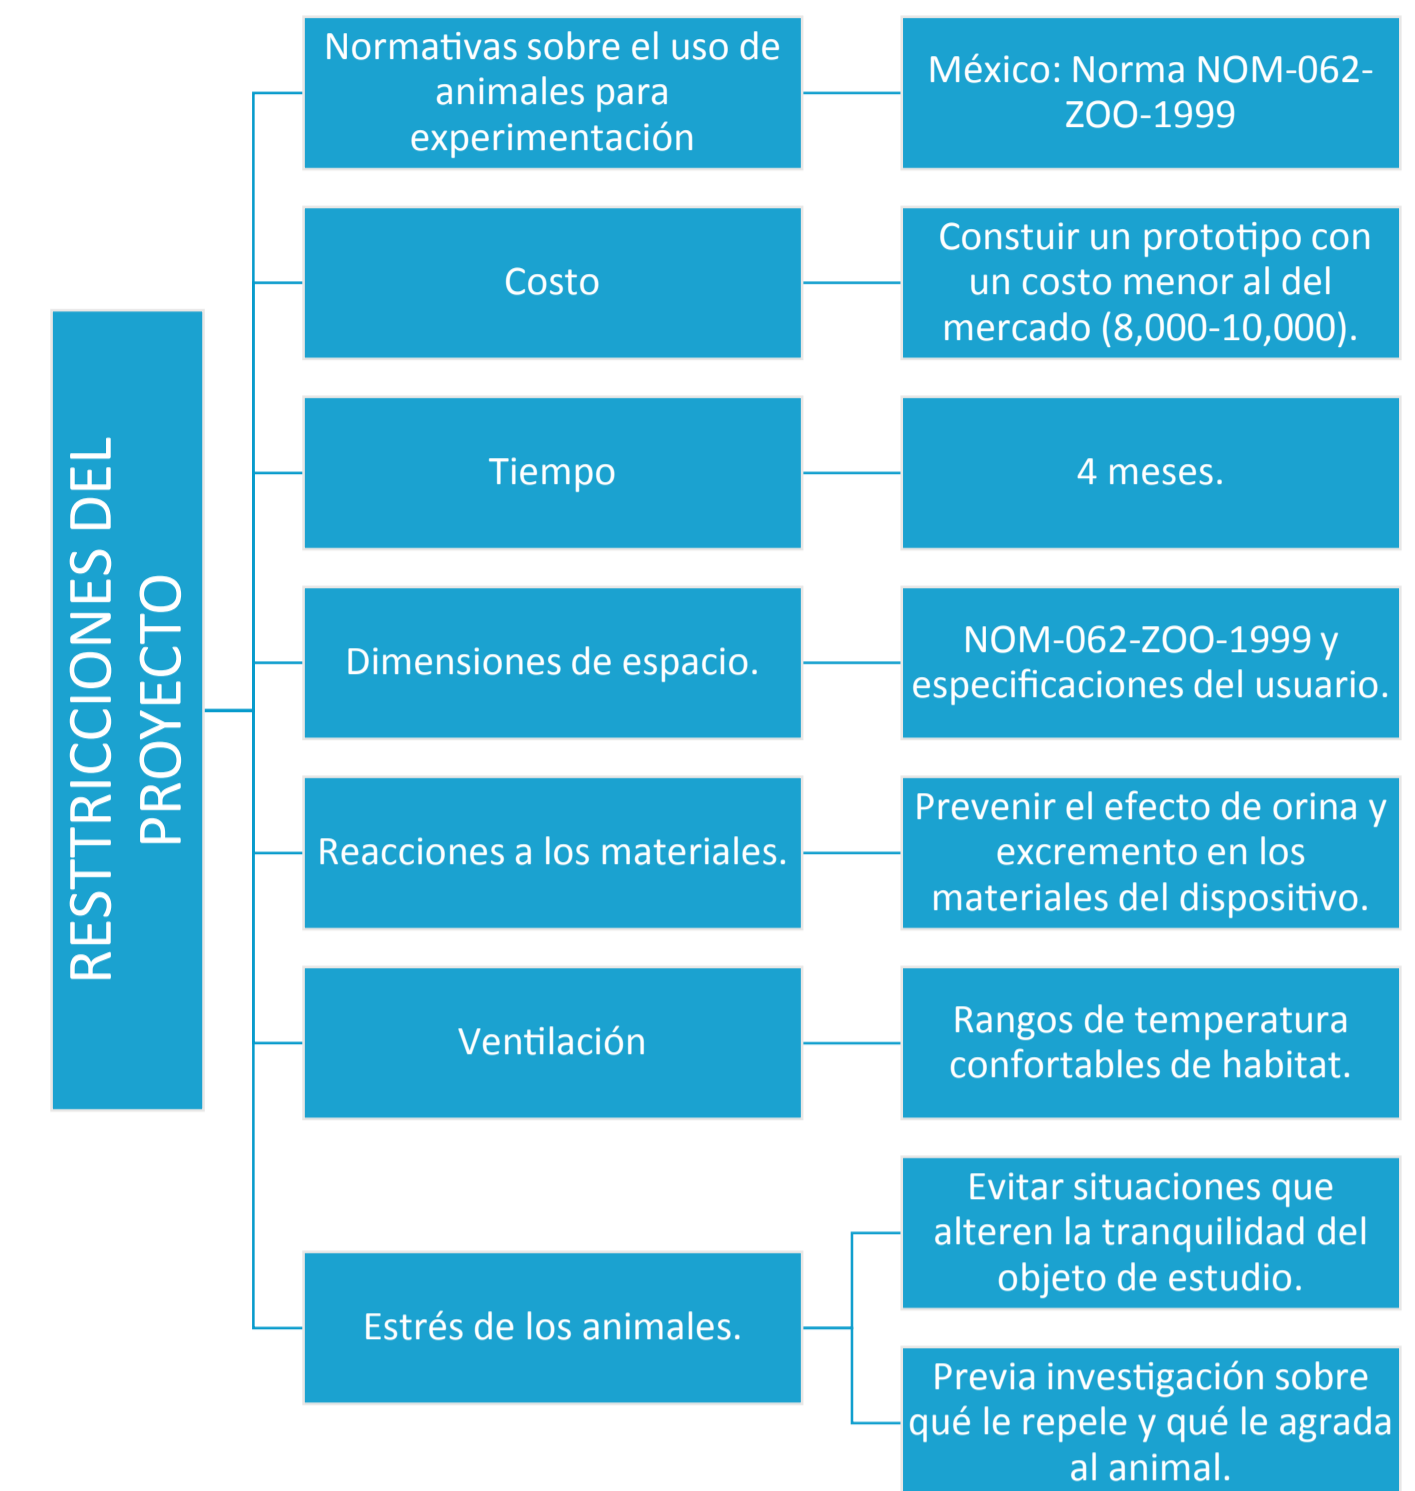 RESTTRICCIONES DEL
PROYECTO
Normativas sobre el uso de
animales para
experimentación
México: Norma NOM-062-
ZOO-1999
Costo
Constuir un prototipo con
un costo menor al del
mercado (8,000-10,000).
Tiempo
4 meses.
Dimensiones de espacio.
NOM-062-ZOO-1999 y
especificaciones del usuario.
Reacciones a los materiales.
Prevenir el efecto de orina y
excremento en los
materiales del dispositivo.
Ventilación
Rangos de temperatura
confortables de habitat.
Estrés de los animales.
Evitar situaciones que
alteren la tranquilidad del
objeto de estudio.
Previa investigación sobre
qué le repele y qué le agrada
al animal.